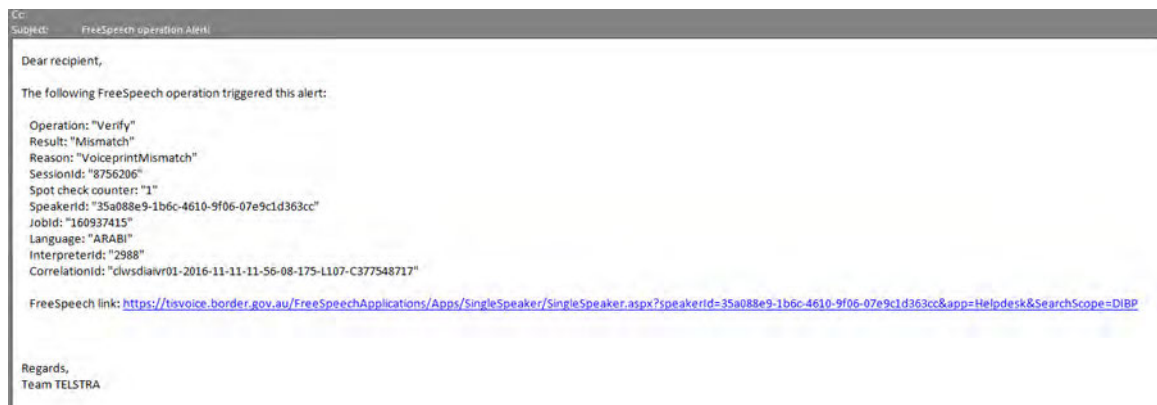 Cc:
Subject: FreeSpeech operation Alert!
Dear recipient,
The following FreeSpeech operation triggered this alert:
Operation: "Verify"
Result: "Mismatch"
Reason: "VoiceprintMismatch"
SessionId: "8756206"
Spot check counter: "1"
SpeakerId: "35a088e9-1b6c-4610-9f06-07e9c1d363cc"
JobId: "160937415"
Language: "ARABI"
InterpreterId: "2988"
CorrelationId: "clwsdiaivr01-2016-11-11-11-56-08-175-L107-C377548717"
FreeSpeech link: https://tisvoice.border.gov.au/FreeSpeechApplications/Apps/SingleSpeaker/SingleSpeaker.aspx?speakerId=35a088e9-1b6c-4610-9f06-07e9c1d363cc&app=Helpdesk&SearchScope=DIBP
Regards,
Team TELSTRA